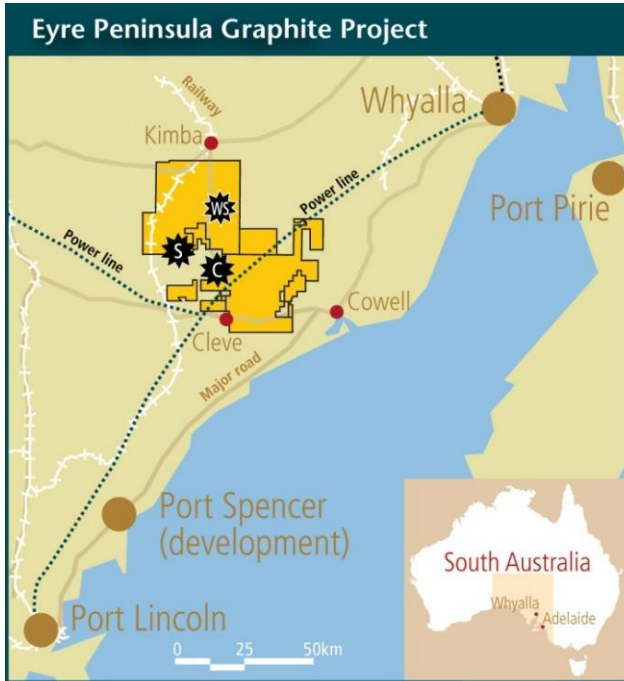 Eyre Peninsula Graphite Project
Railway
Whyalla
Kimba
WS
Power line
Port Pirie
S
Power line
C
Cowell
Cleve
Major road
Port Spencer
(development)
South Australia
Whyalla
Adelaide
Port Lincoln
0 25 50km